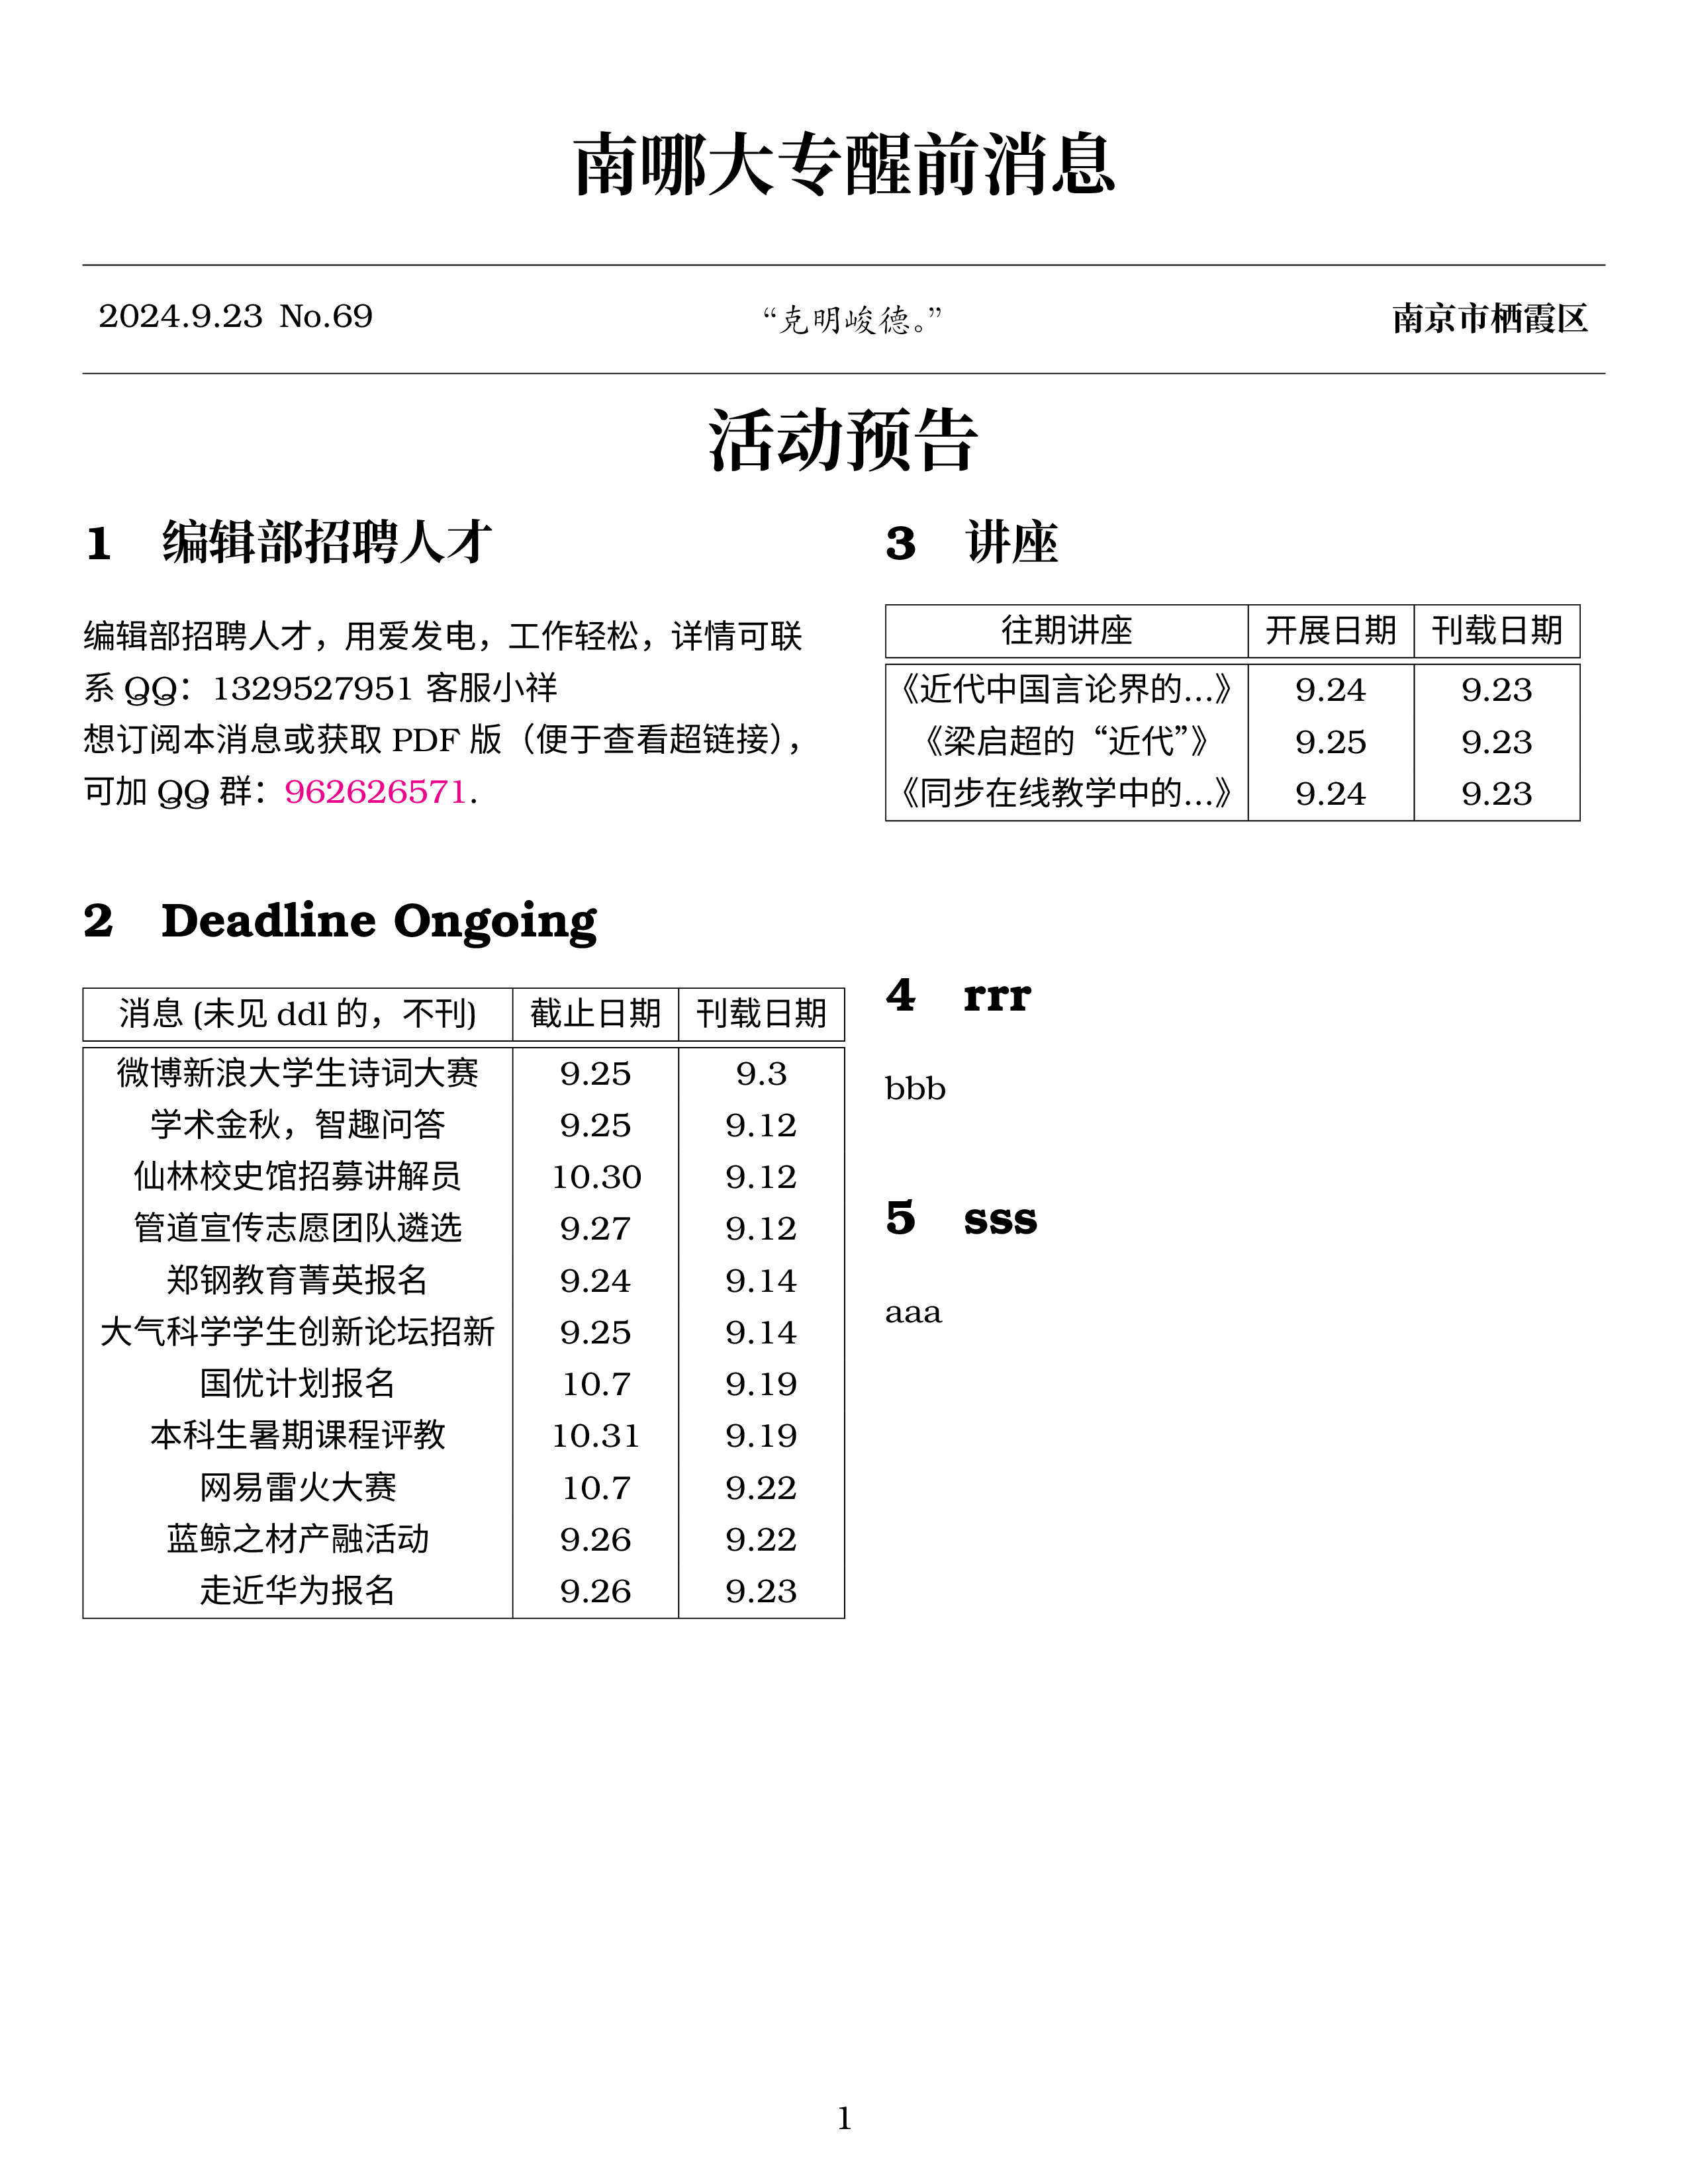 南哪大专醒前消息
2024.9.23 No.69
“克明峻德。”
南京市栖霞区
活动预告
1 编辑部招聘人才
编辑部招聘人才，用爱发电，工作轻松，详情可联
系 QQ：1329527951 客服小祥
想订阅本消息或获取 PDF 版（便于查看超链接），
可加 QQ 群：962626571.
2 Deadline Ongoing
消息 (未见 ddl 的，不刊) 截止日期 刊载日期
微博新浪大学生诗词大赛 9.25 9.3
学术金秋，智趣问答 9.25 9.12
仙林校史馆招募讲解员 10.30 9.12
管道宣传志愿团队遴选 9.27 9.12
郑钢教育菁英报名 9.24 9.14
大气科学学生创新论坛招新 9.25 9.14
国优计划报名 10.7 9.19
本科生暑期课程评教 10.31 9.19
网易雷火大赛 10.7 9.22
蓝鲸之材产融活动 9.26 9.22
走近华为报名 9.26 9.23
3 讲座
往期讲座 开展日期 刊载日期
《近代中国言论界的...》 9.24 9.23
《梁启超的“近代”》 9.25 9.23
《同步在线教学中的...》 9.24 9.23
4 rrr
bbb
5 sss
aaa
1